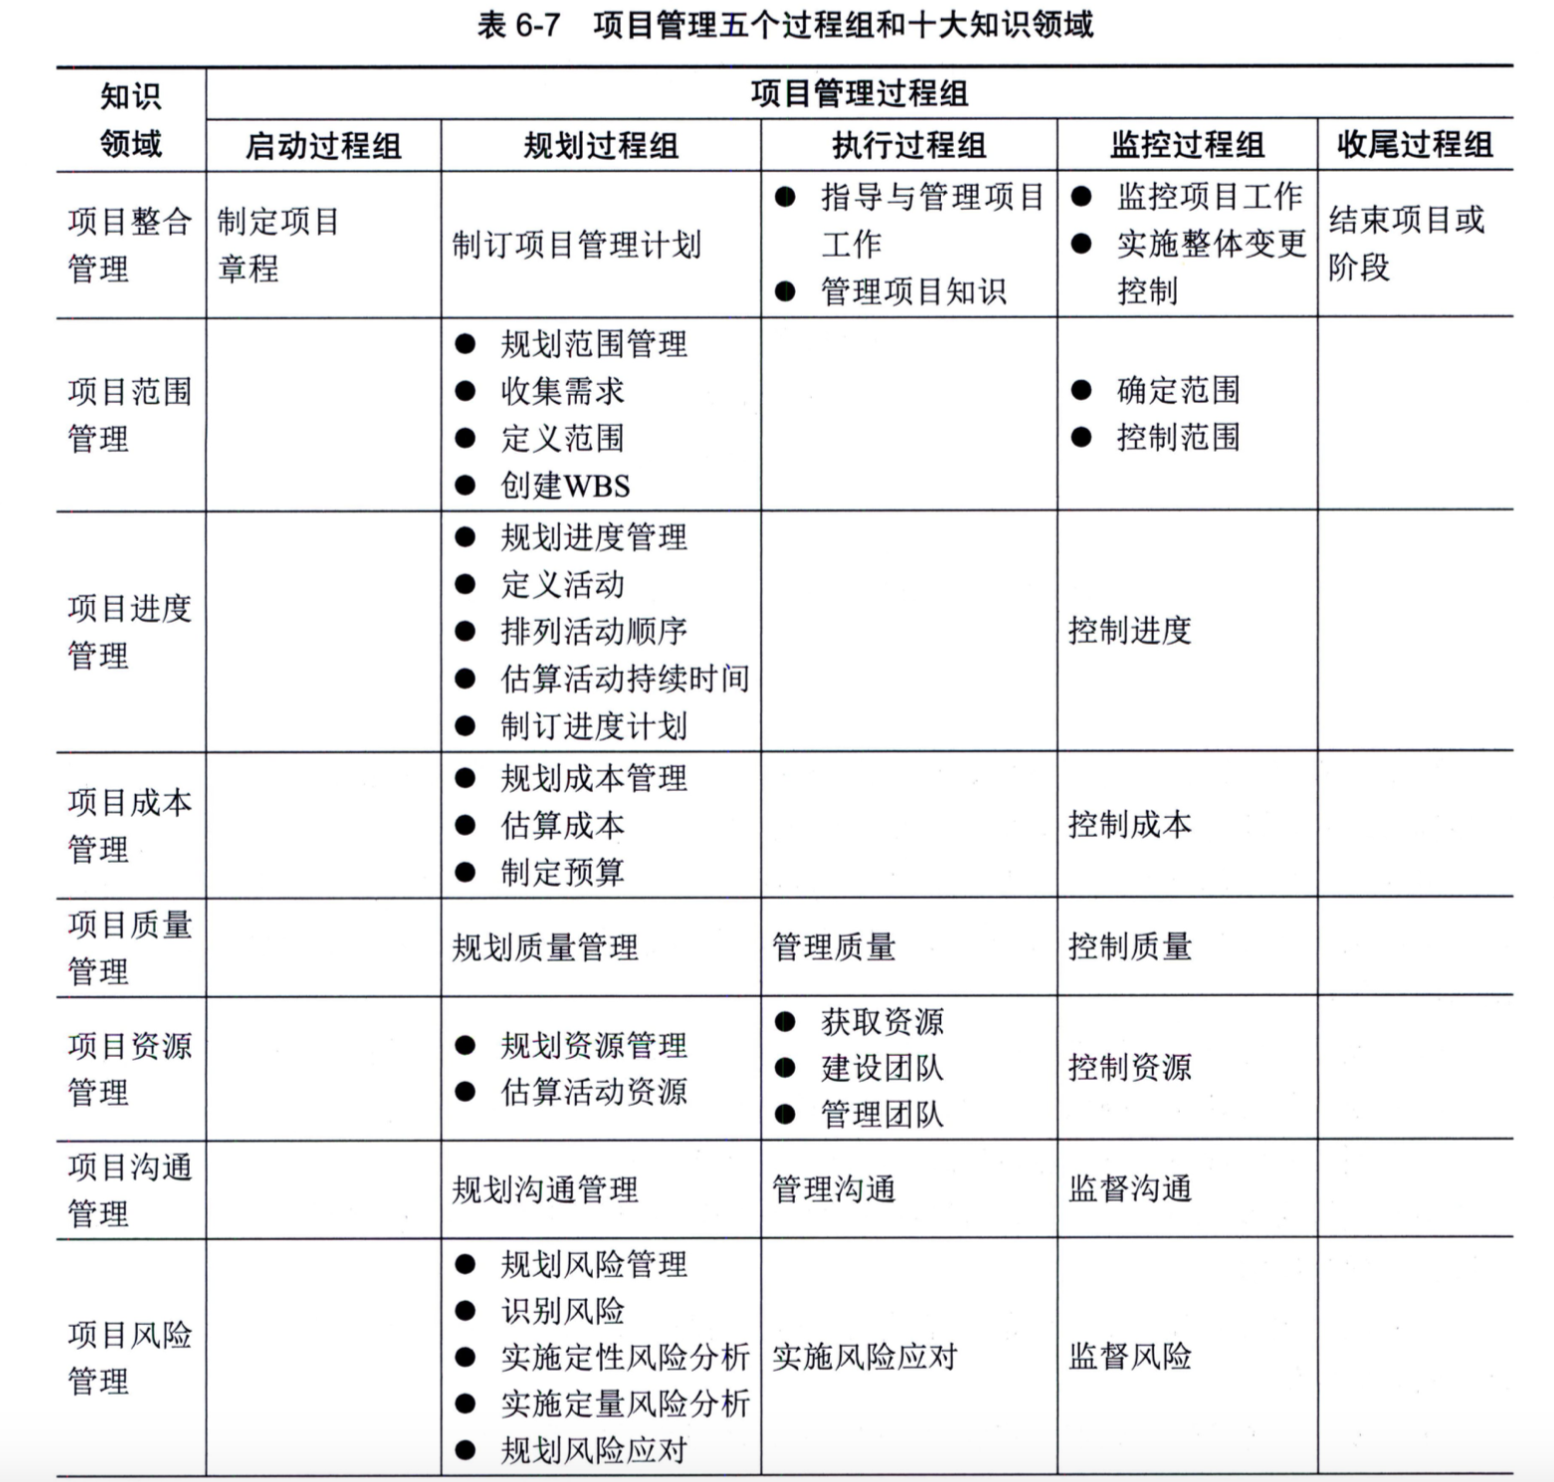 表 6-7 项目管理五个过程组和十大知识领域
知识
领域
项目管理过程组
启动过程组
规划过程组
执行过程组
监控过程组
收尾过程组
项目整合
管理
制定项目
章程
制订项目管理计划
● 指导与管理项目
工作
● 管理项目知识
● 监控项目工作
● 实施整体变更
控制
结束项目或
阶段
项目范围
管理
● 规划范围管理
● 收集需求
● 定义范围
● 创建WBS
● 确定范围
● 控制范围
项目进度
管理
● 规划进度管理
● 定义活动
● 排列活动顺序
● 估算活动持续时间
● 制订进度计划
控制进度
项目成本
管理
● 规划成本管理
● 估算成本
● 制定预算
控制成本
项目质量
管理
规划质量管理
管理质量
控制质量
项目资源
管理
● 规划资源管理
● 估算活动资源
● 获取资源
● 建设团队
● 管理团队
控制资源
项目沟通
管理
规划沟通管理
管理沟通
监督沟通
项目风险
管理
● 规划风险管理
● 识别风险
● 实施定性风险分析
● 实施定量风险分析
● 规划风险应对
实施风险应对
监督风险